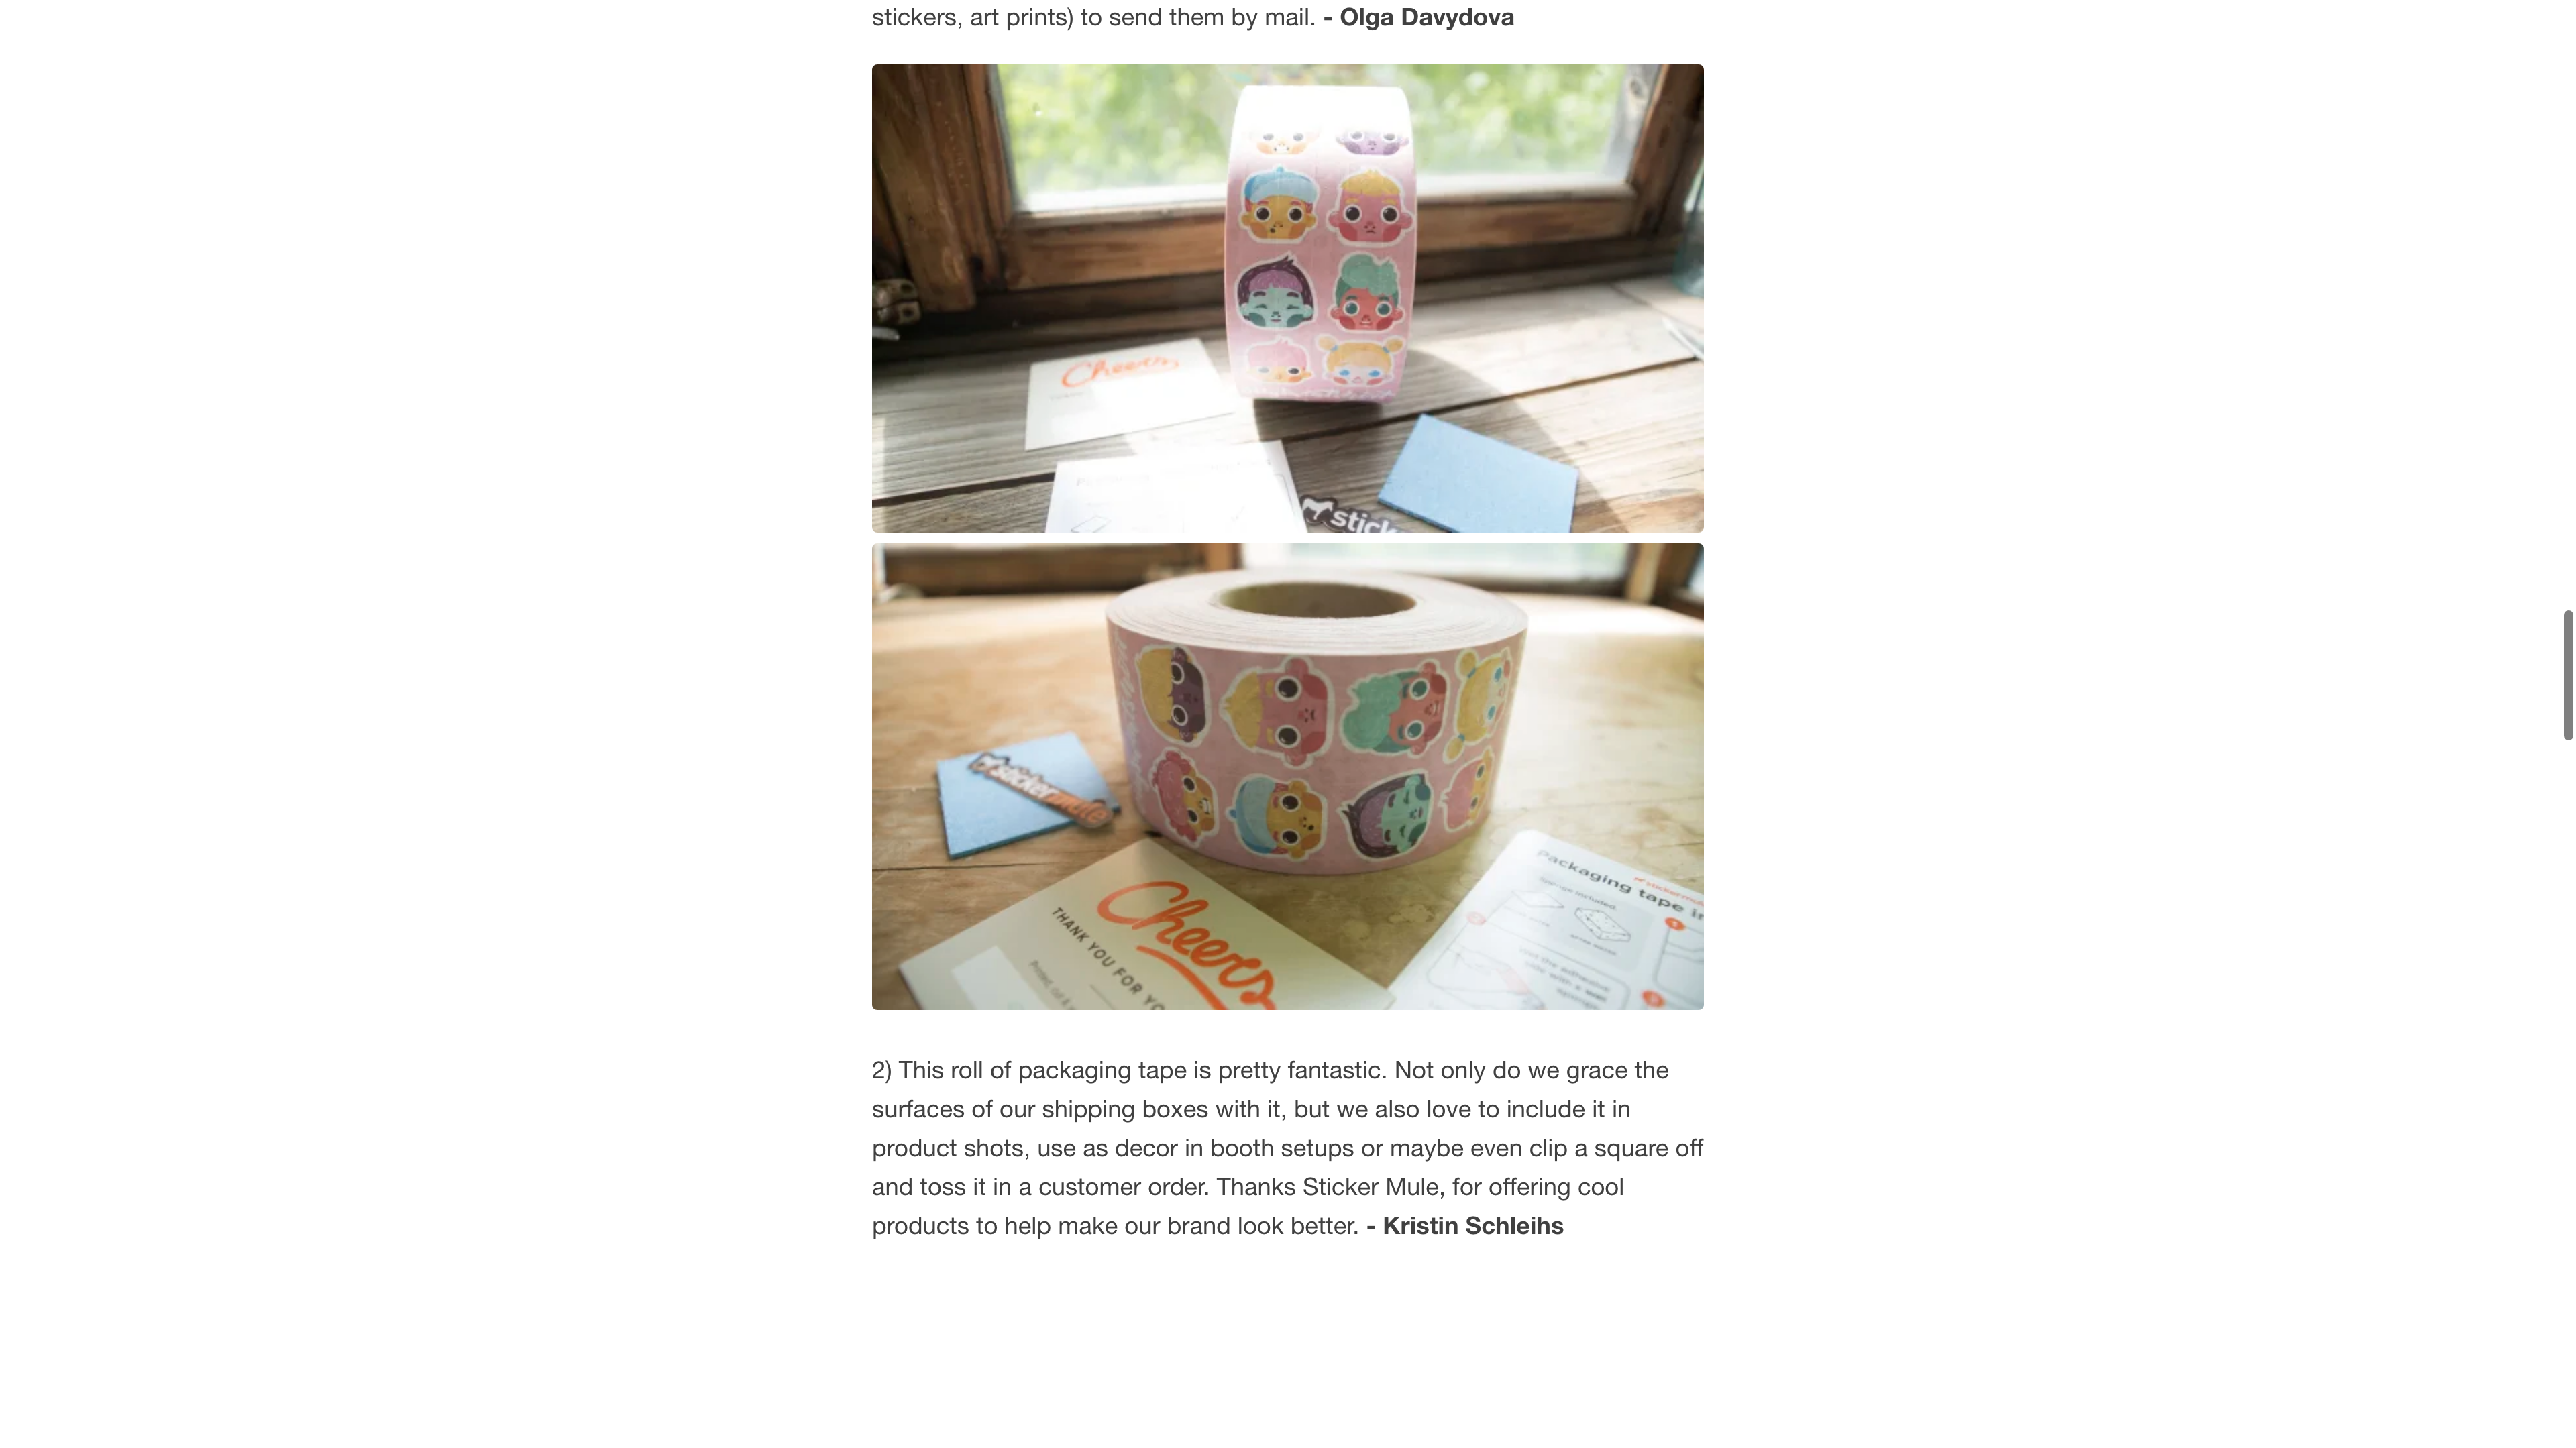 stickers, art prints) to send them by mail. - Olga Davydova
Cheers
stick
stickermule
Cheers
THANK YOU FOR YO
Packaging tape in
2) This roll of packaging tape is pretty fantastic. Not only do we grace the
surfaces of our shipping boxes with it, but we also love to include it in
product shots, use as decor in booth setups or maybe even clip a square off
and toss it in a customer order. Thanks Sticker Mule, for offering cool
products to help make our brand look better. - Kristin Schleihs